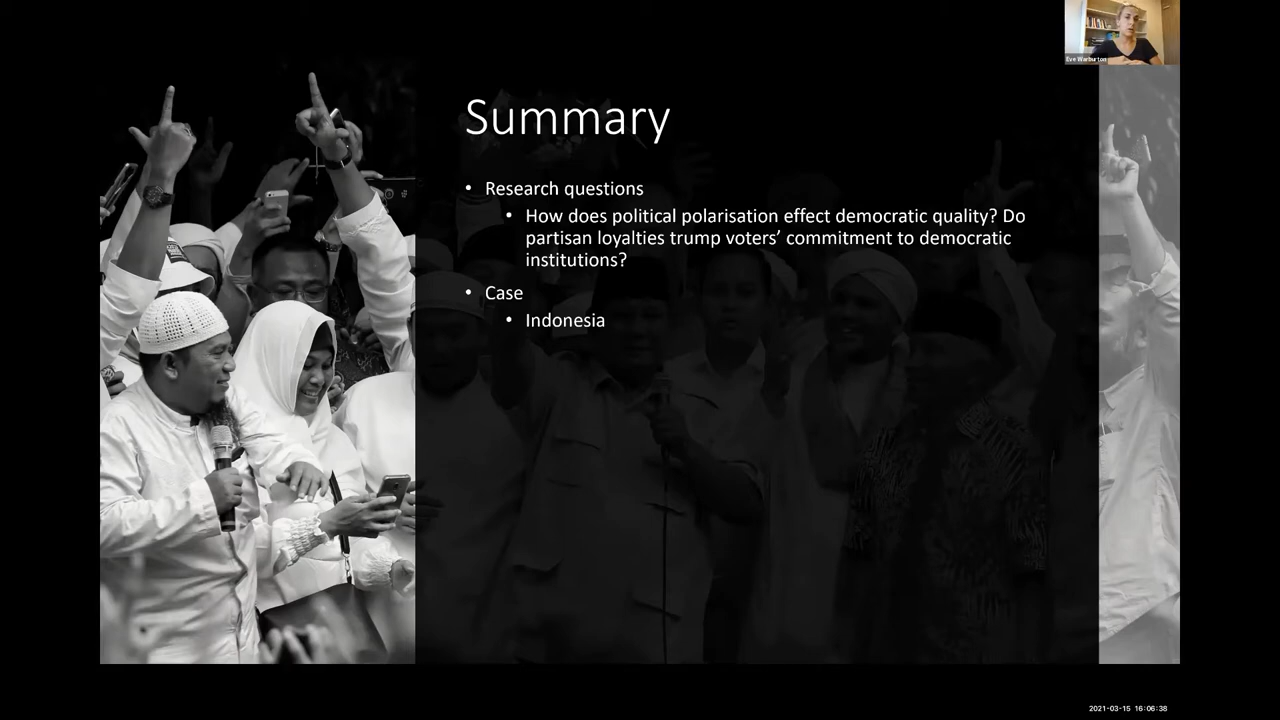 Eve Warburton
Summary
• Research questions
• How does political polarisation effect democratic quality? Do
partisan loyalties trump voters’ commitment to democratic
institutions?
• Case
• Indonesia
2021-03-15 16:06:38